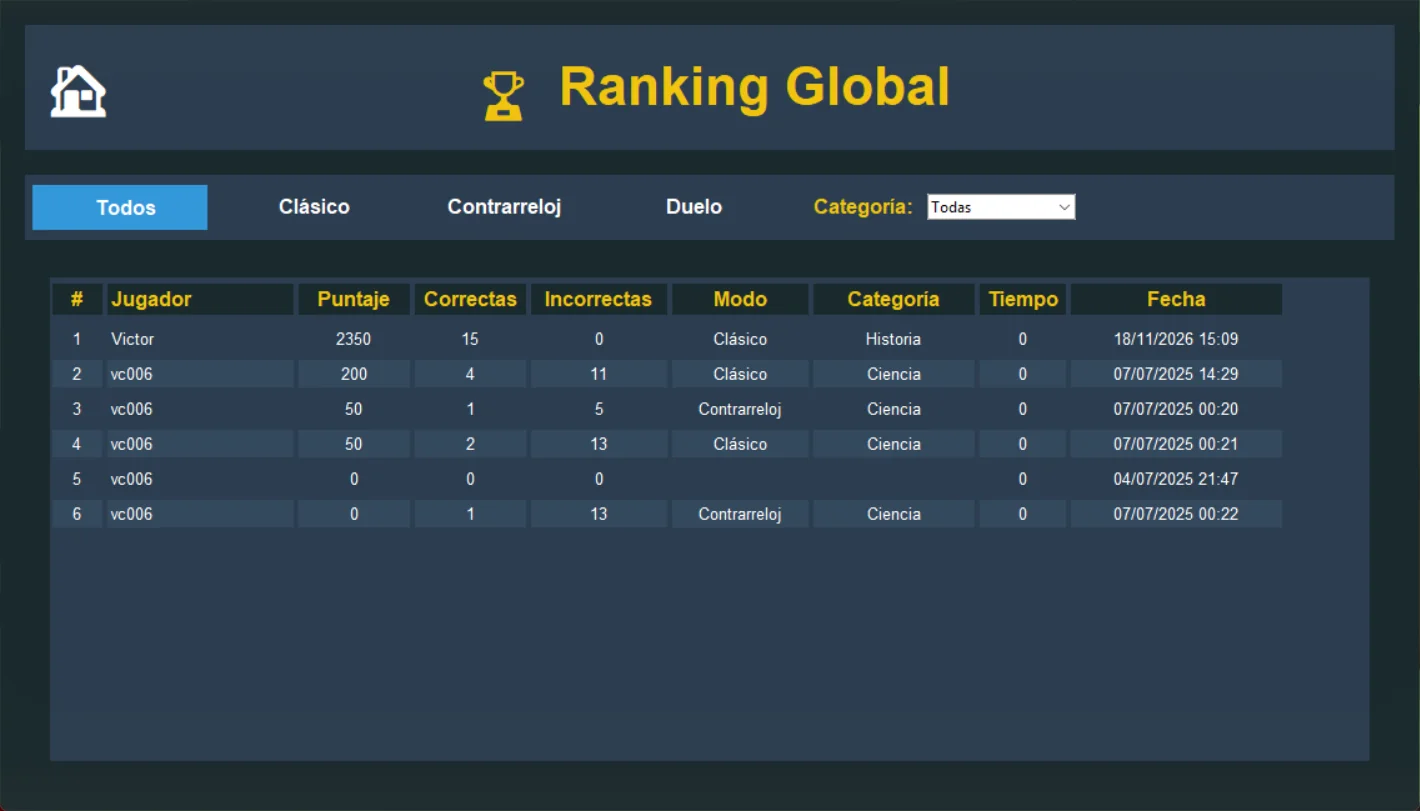 Ranking Global
Todos Clásico Contrarreloj Duelo Categoría: Todas
# Jugador Puntaje Correctas Incorrectas Modo Categoría Tiempo Fecha
1 Victor 2350 15 0 Clásico Historia 0 18/11/2026 15:09
2 vc006 200 4 11 Clásico Ciencia 0 07/07/2025 14:29
3 vc006 50 1 5 Contrarreloj Ciencia 0 07/07/2025 00:20
4 vc006 50 2 13 Clásico Ciencia 0 07/07/2025 00:21
5 vc006 0 0 0 0 04/07/2025 21:47
6 vc006 0 1 13 Contrarreloj Ciencia 0 07/07/2025 00:22